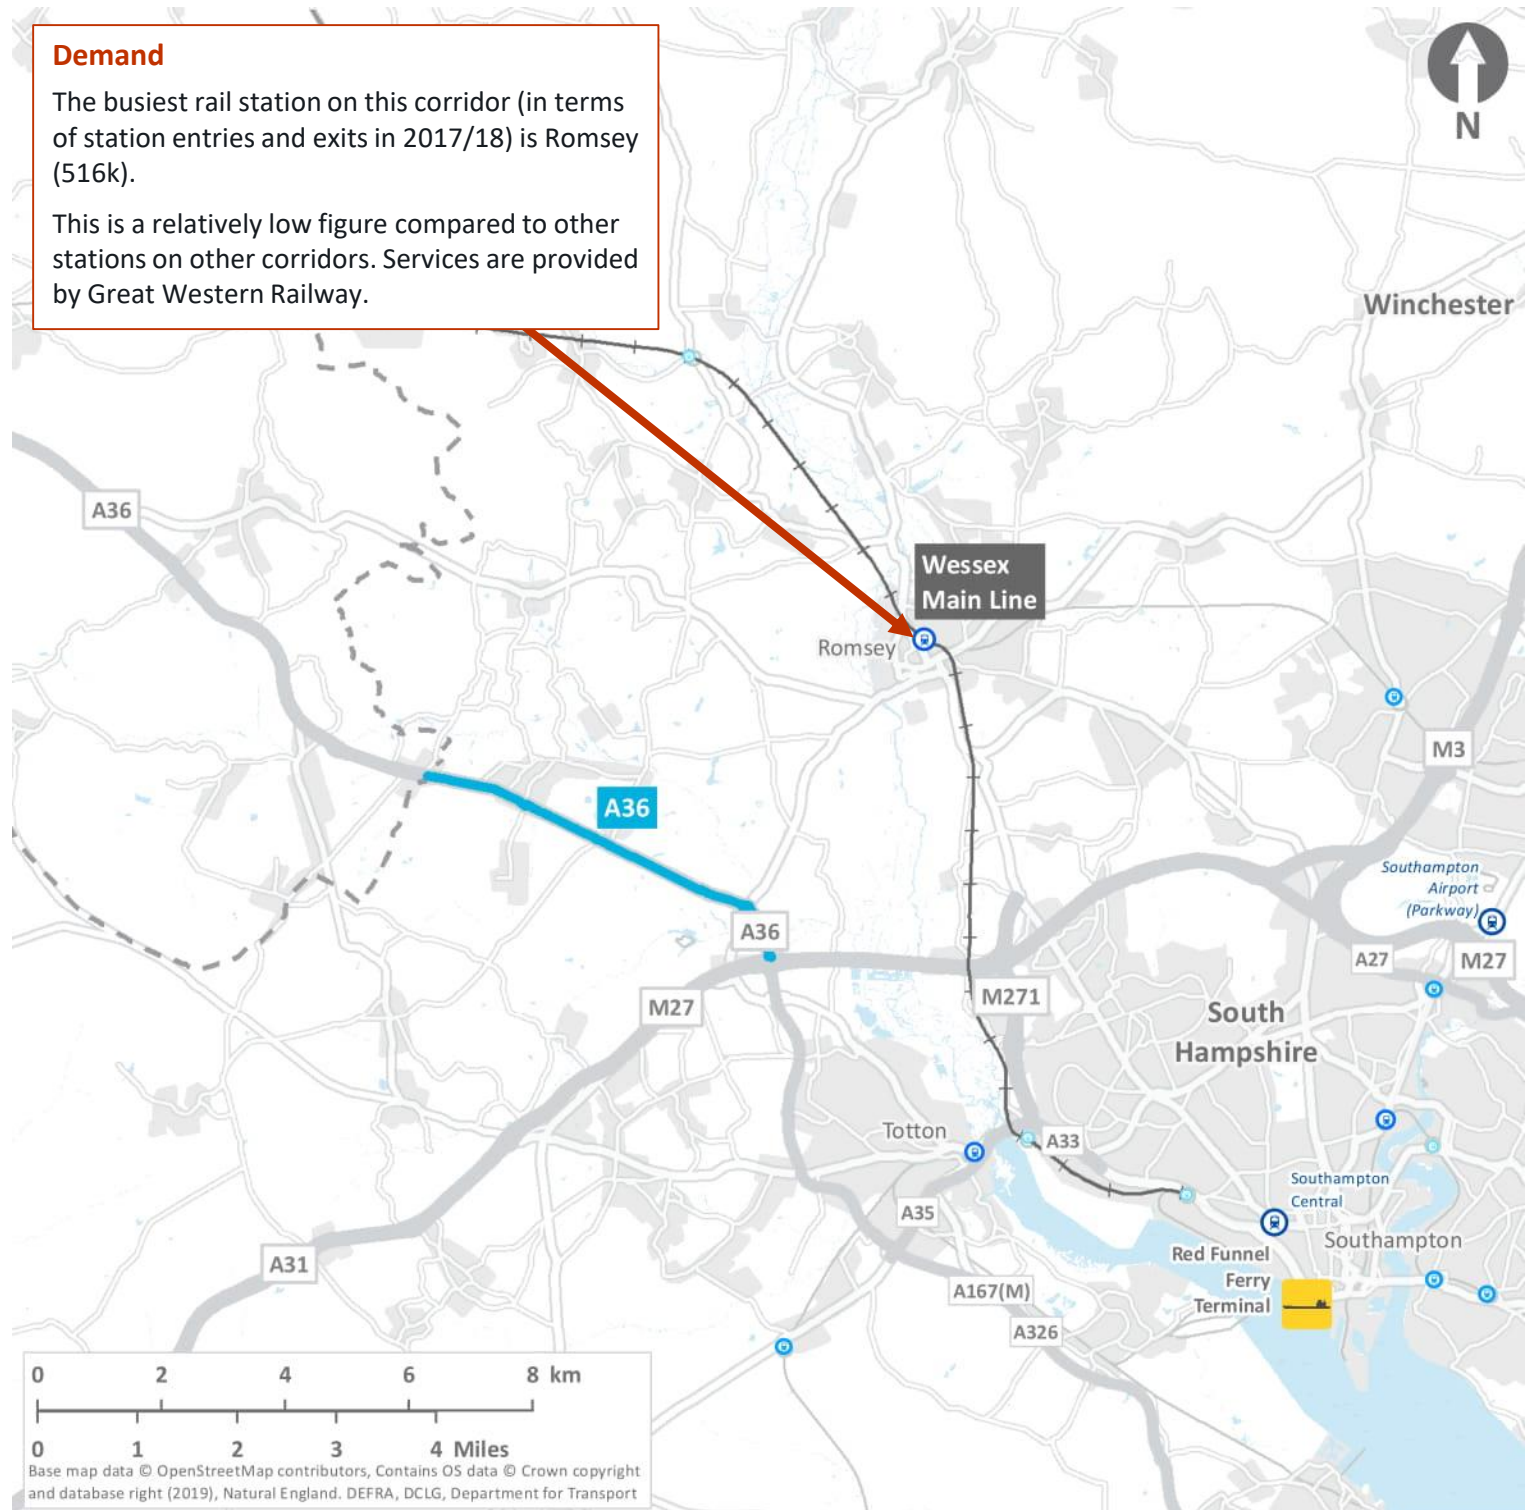 Demand
The busiest rail station on this corridor (in terms
of station entries and exits in 2017/18) is Romsey
(516k).
This is a relatively low figure compared to other
stations on other corridors. Services are provided
by Great Western Railway.
N
Winchester
A36
Wessex
Main Line
Romsey
M3
A36
Southampton
Airport
(Parkway)
A36
A27
M27
M27
M271
South
Hampshire
Totton
A33
Southampton
Central
A35
Southampton
Red Funnel
Ferry
Terminal
A31
A167(M)
A326
0 2 4 6 8 km
0 1 2 3 4 Miles
Base map data © OpenStreetMap contributors, Contains OS data © Crown copyright
and database right (2019), Natural England. DEFRA, DCLG, Department for Transport